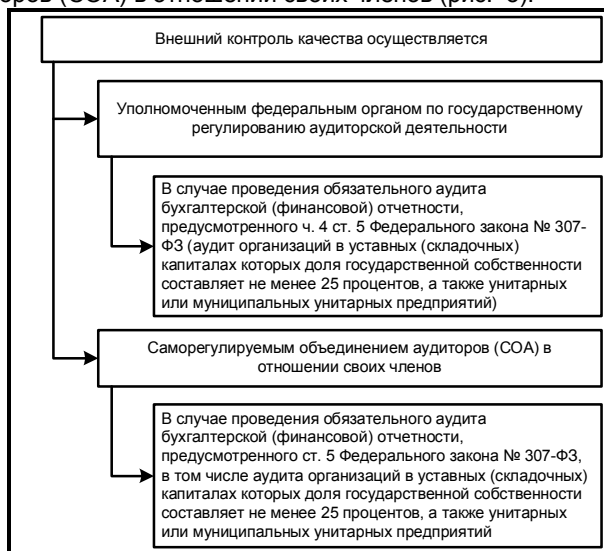 еров (СОА) в отношении своих членов (рис. 3).
Внешний контроль качества осуществляется
Уполномоченным федеральным органом по государственному
регулированию аудиторской деятельности
В случае проведения обязательного аудита
бухгалтерской (финансовой) отчетности,
предусмотренного ч. 4 ст. 5 Федерального закона № 307-
ФЗ (аудит организаций в уставных (складочных)
капиталах которых доля государственной собственности
составляет не менее 25 процентов, а также унитарных
или муниципальных унитарных предприятий)
Саморегулируемым объединением аудиторов (СОА) в
отношении своих членов
В случае проведения обязательного аудита
бухгалтерской (финансовой) отчетности,
предусмотренного ст. 5 Федерального закона № 307-ФЗ,
в том числе аудита организаций в уставных (складочных)
капиталах которых доля государственной собственности
составляет не менее 25 процентов, а также унитарных
или муниципальных унитарных предприятий